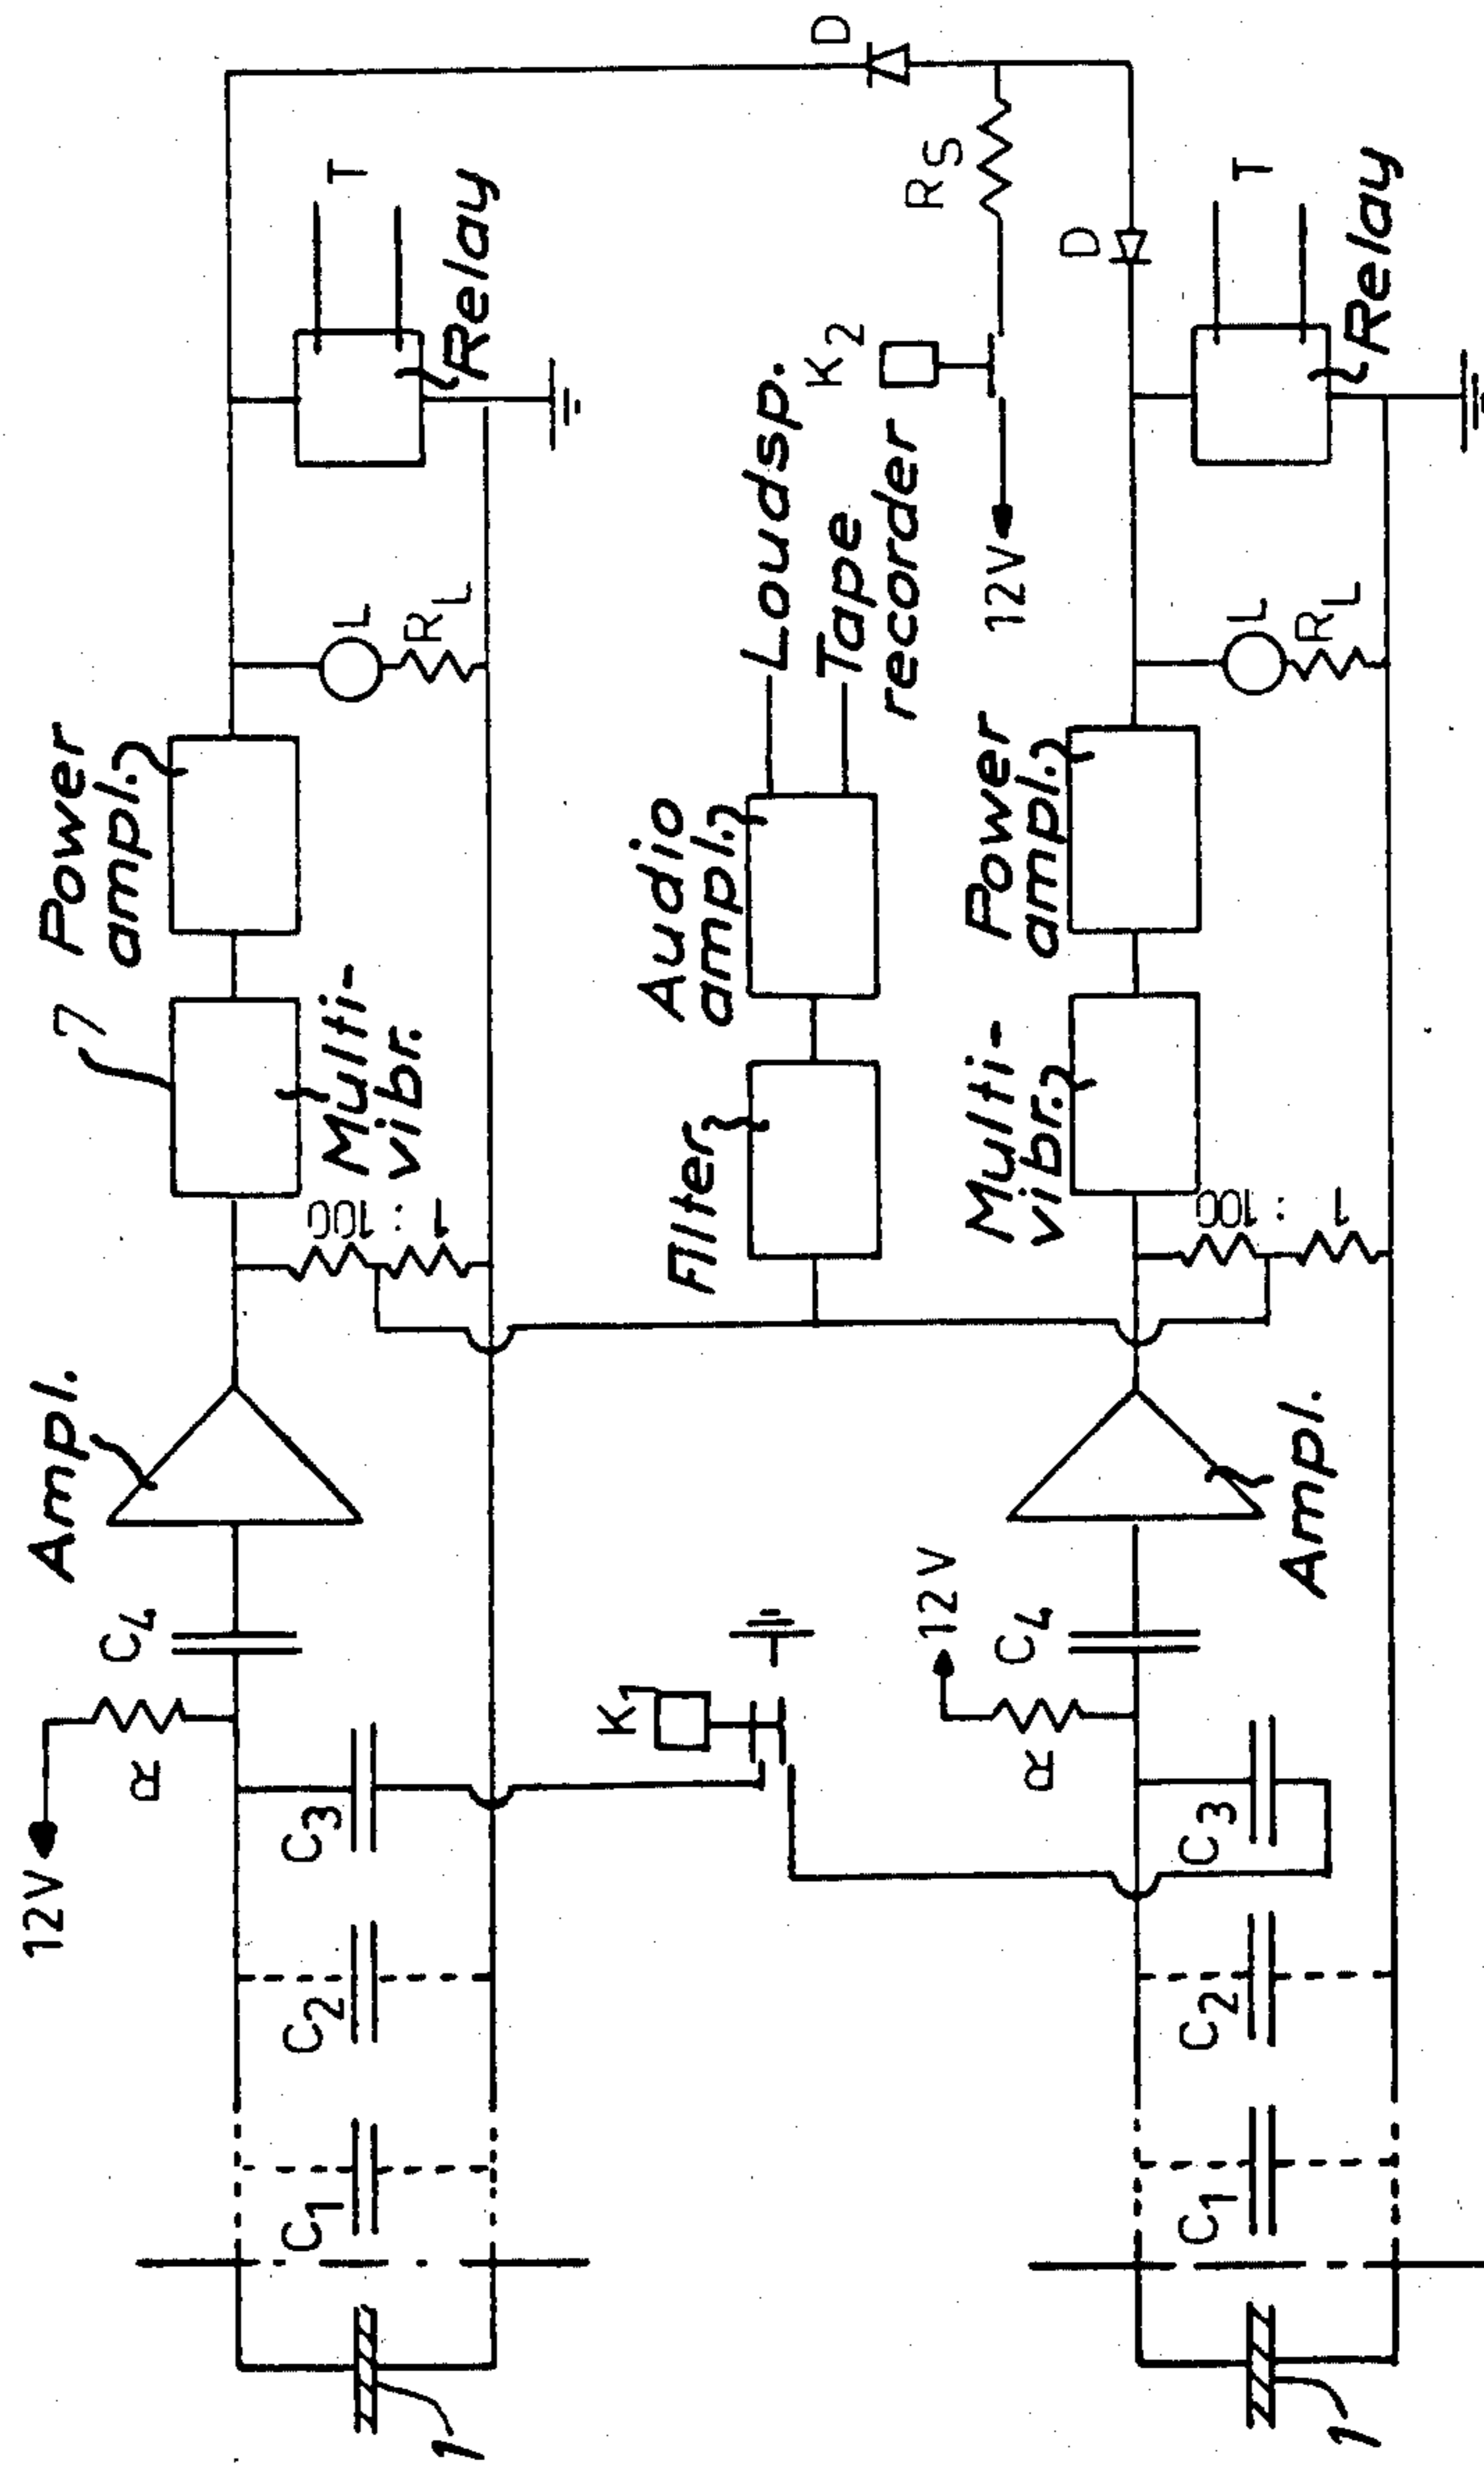 12V
R
C4
Ampl.
7
Power
ampl.
Multi-
vibr.
100 : 1
T
Relay
L
RL
C1
C2
C3
1
K1
Filter
Audio
ampl.
Loudsp.
Tape
recorder
K2
12V
RS
D
D
12V
R
C4
Ampl.
Multi-
vibr.
Power
ampl.
100 : 1
T
Relay
L
RL
C1
C2
C3
1